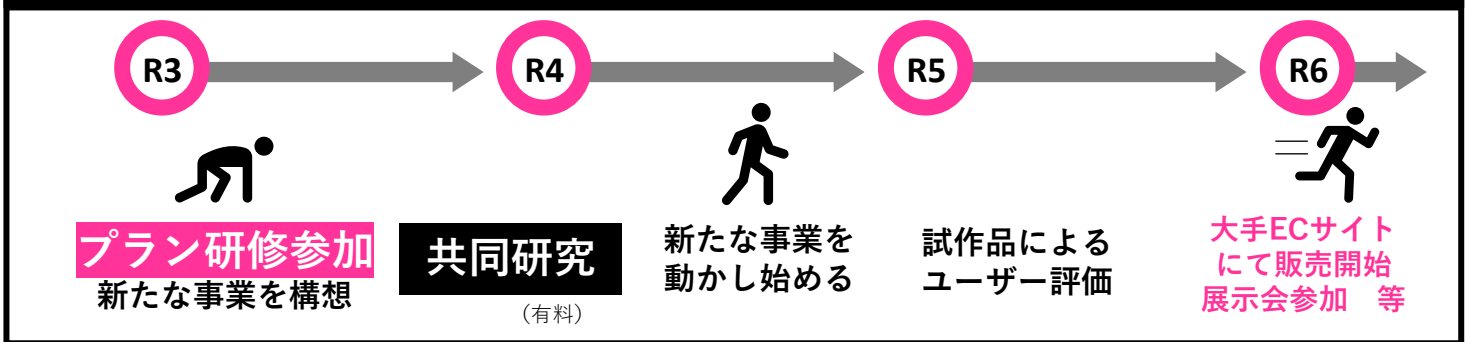 R3
R4
R5
R6
プラン研修参加
新たな事業を構想
共同研究
（有料）
新たな事業を
動かし始める
試作品による
ユーザー評価
大手ECサイト
にて販売開始
展示会参加　等